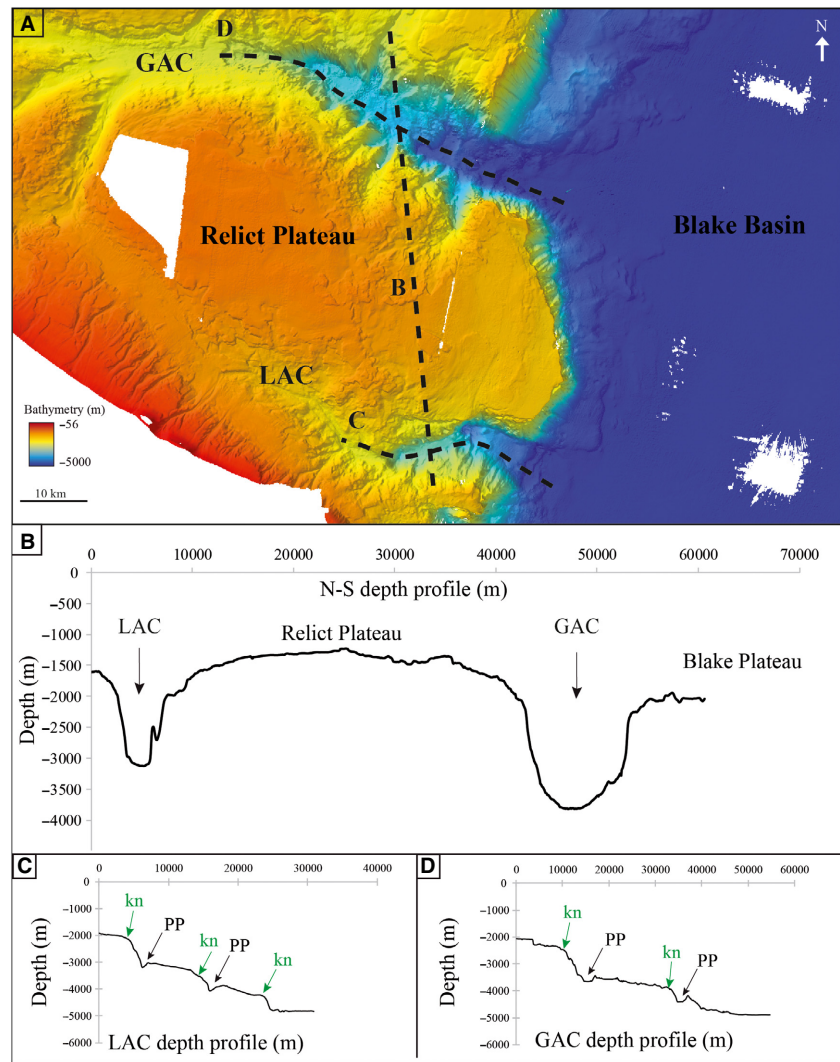 A
N
D
GAC
Relict Plateau
Blake Basin
B
LAC
C
Bathymetry (m)
−56
−5000
10 km
B
0 10000 20000 30000 40000 50000 60000 70000
N-S depth profile (m)
0
−500
−1000
−1500
−2000
−2500
−3000
−3500
−4000
Depth (m)
LAC
Relict Plateau
GAC
Blake Plateau
C
0 10000 20000 30000 40000
0
−1000
−2000
−3000
−4000
−5000
−6000
Depth (m)
kn
PP
kn
PP
kn
LAC depth profile (m)
D
0 10000 20000 30000 40000 50000 60000
0
−1000
−2000
−3000
−4000
−5000
−6000
Depth (m)
kn
PP
kn
PP
GAC depth profile (m)